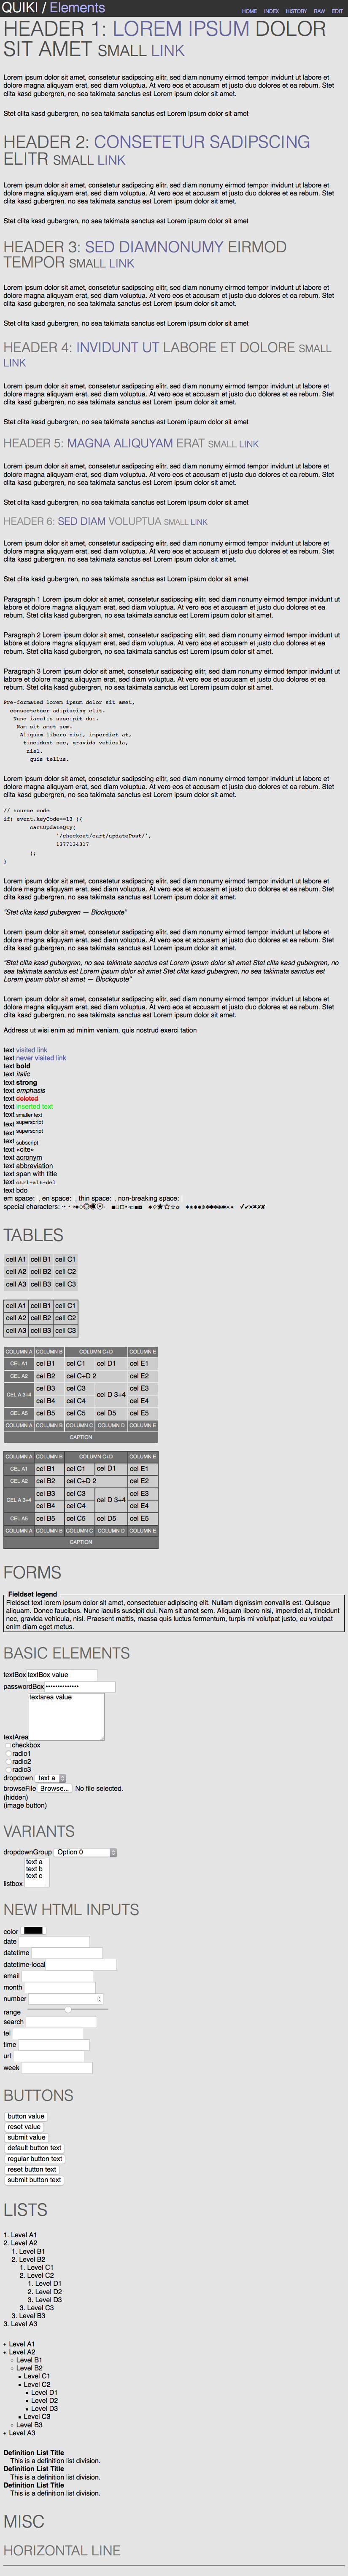 QUIKI / Elements
HOME INDEX HISTORY RAW EDIT
HEADER 1: LOREM IPSUM DOLOR
SIT AMET SMALL LINK
Lorem ipsum dolor sit amet, consetetur sadipscing elitr, sed diam nonumy eirmod tempor invidunt ut labore et
dolore magna aliquyam erat, sed diam voluptua. At vero eos et accusam et justo duo dolores et ea rebum. Stet
clita kasd gubergren, no sea takimata sanctus est Lorem ipsum dolor sit amet.
Stet clita kasd gubergren, no sea takimata sanctus est Lorem ipsum dolor sit amet
HEADER 2: CONSETETUR SADIPSCING
ELITR SMALL LINK
Lorem ipsum dolor sit amet, consetetur sadipscing elitr, sed diam nonumy eirmod tempor invidunt ut labore et
dolore magna aliquyam erat, sed diam voluptua. At vero eos et accusam et justo duo dolores et ea rebum. Stet
clita kasd gubergren, no sea takimata sanctus est Lorem ipsum dolor sit amet.
Stet clita kasd gubergren, no sea takimata sanctus est Lorem ipsum dolor sit amet
HEADER 3: SED DIAMNONUMY EIRMOD
TEMPOR SMALL LINK
Lorem ipsum dolor sit amet, consetetur sadipscing elitr, sed diam nonumy eirmod tempor invidunt ut labore et
dolore magna aliquyam erat, sed diam voluptua. At vero eos et accusam et justo duo dolores et ea rebum. Stet
clita kasd gubergren, no sea takimata sanctus est Lorem ipsum dolor sit amet.
Stet clita kasd gubergren, no sea takimata sanctus est Lorem ipsum dolor sit amet
HEADER 4: INVIDUNT UT LABORE ET DOLORE SMALL
LINK
Lorem ipsum dolor sit amet, consetetur sadipscing elitr, sed diam nonumy eirmod tempor invidunt ut labore et
dolore magna aliquyam erat, sed diam voluptua. At vero eos et accusam et justo duo dolores et ea rebum. Stet
clita kasd gubergren, no sea takimata sanctus est Lorem ipsum dolor sit amet.
Stet clita kasd gubergren, no sea takimata sanctus est Lorem ipsum dolor sit amet
HEADER 5: MAGNA ALIQUYAM ERAT SMALL LINK
Lorem ipsum dolor sit amet, consetetur sadipscing elitr, sed diam nonumy eirmod tempor invidunt ut labore et
dolore magna aliquyam erat, sed diam voluptua. At vero eos et accusam et justo duo dolores et ea rebum. Stet
clita kasd gubergren, no sea takimata sanctus est Lorem ipsum dolor sit amet.
Stet clita kasd gubergren, no sea takimata sanctus est Lorem ipsum dolor sit amet
HEADER 6: SED DIAM VOLUPTUA SMALL LINK
Lorem ipsum dolor sit amet, consetetur sadipscing elitr, sed diam nonumy eirmod tempor invidunt ut labore et
dolore magna aliquyam erat, sed diam voluptua. At vero eos et accusam et justo duo dolores et ea rebum. Stet
clita kasd gubergren, no sea takimata sanctus est Lorem ipsum dolor sit amet.
Stet clita kasd gubergren, no sea takimata sanctus est Lorem ipsum dolor sit amet
Paragraph 1 Lorem ipsum dolor sit amet, consetetur sadipscing elitr, sed diam nonumy eirmod tempor invidunt ut
labore et dolore magna aliquyam erat, sed diam voluptua. At vero eos et accusam et justo duo dolores et ea
rebum. Stet clita kasd gubergren, no sea takimata sanctus est Lorem ipsum dolor sit amet.
Paragraph 2 Lorem ipsum dolor sit amet, consetetur sadipscing elitr, sed diam nonumy eirmod tempor invidunt ut
labore et dolore magna aliquyam erat, sed diam voluptua. At vero eos et accusam et justo duo dolores et ea
rebum. Stet clita kasd gubergren, no sea takimata sanctus est Lorem ipsum dolor sit amet.
Paragraph 3 Lorem ipsum dolor sit amet, consetetur sadipscing elitr, sed diam nonumy eirmod tempor invidunt ut
labore et dolore magna aliquyam erat, sed diam voluptua. At vero eos et accusam et justo duo dolores et ea
rebum. Stet clita kasd gubergren, no sea takimata sanctus est Lorem ipsum dolor sit amet.
Pre-formated lorem ipsum dolor sit amet,
consectetuer adipiscing elit.
Nunc iaculis suscipit dui.
Nam sit amet sem.
Aliquam libero nisi, imperdiet at,
tincidunt nec, gravida vehicula,
nisl.
quis tellus.
Lorem ipsum dolor sit amet, consetetur sadipscing elitr, sed diam nonumy eirmod tempor invidunt ut labore et
dolore magna aliquyam erat, sed diam voluptua. At vero eos et accusam et justo duo dolores et ea rebum. Stet
clita kasd gubergren, no sea takimata sanctus est Lorem ipsum dolor sit amet.
// source code
if( event.keyCode==13 ){
cartUpdateQty(
'/checkout/cart/updatePost/',
1377134317
);
}
Lorem ipsum dolor sit amet, consetetur sadipscing elitr, sed diam nonumy eirmod tempor invidunt ut labore et
dolore magna aliquyam erat, sed diam voluptua. At vero eos et accusam et justo duo dolores et ea rebum. Stet
clita kasd gubergren, no sea takimata sanctus est Lorem ipsum dolor sit amet.
"Stet clita kasd gubergren — Blockquote"
Lorem ipsum dolor sit amet, consetetur sadipscing elitr, sed diam nonumy eirmod tempor invidunt ut labore et
dolore magna aliquyam erat, sed diam voluptua. At vero eos et accusam et justo duo dolores et ea rebum. Stet
clita kasd gubergren, no sea takimata sanctus est Lorem ipsum dolor sit amet.
"Stet clita kasd gubergren, no sea takimata sanctus est Lorem ipsum dolor sit amet Stet clita kasd gubergren, no
sea takimata sanctus est Lorem ipsum dolor sit amet Stet clita kasd gubergren, no sea takimata sanctus est
Lorem ipsum dolor sit amet — Blockquote"
Lorem ipsum dolor sit amet, consetetur sadipscing elitr, sed diam nonumy eirmod tempor invidunt ut labore et
dolore magna aliquyam erat, sed diam voluptua. At vero eos et accusam et justo duo dolores et ea rebum. Stet
clita kasd gubergren, no sea takimata sanctus est Lorem ipsum dolor sit amet.
Address ut wisi enim ad minim veniam, quis nostrud exerci tation
text visited link
text never visited link
text bold
text italic
text strong
text emphasis
text deleted
text inserted text
text smaller text
text superscript
text superscript
text subscript
text «cite»
text acronym
text abbreviation
text span with title
text ctrl+alt+del
text bdo
em space: , en space: , thin space: , non-breaking space:
special characters:
TABLES
cell A1 cell B1 cell C1
cell A2 cell B2 cell C2
cell A3 cell B3 cell C3
cell A1 cell B1 cell C1
cell A2 cell B2 cell C2
cell A3 cell B3 cell C3
COLUMN A COLUMN B COLUMN C+D COLUMN E
CEL A1 cel B1 cel C1 cel D1 cel E1
CEL A2 cel B2 cel C+D 2 cel E2
CEL A 3+4 cel B3 cel C3 cel D 3+4 cel E3
cel B4 cel C4 cel E4
CEL A5 cel B5 cel C5 cel D5 cel E5
COLUMN A COLUMN B COLUMN C COLUMN D COLUMN E
CAPTION
COLUMN A COLUMN B COLUMN C+D COLUMN E
CEL A1 cel B1 cel C1 cel D1 cel E1
CEL A2 cel B2 cel C+D 2 cel E2
CEL A 3+4 cel B3 cel C3 cel D 3+4 cel E3
cel B4 cel C4 cel E4
CEL A5 cel B5 cel C5 cel D5 cel E5
COLUMN A COLUMN B COLUMN C COLUMN D COLUMN E
CAPTION
FORMS
Fieldset legend
Fieldset text lorem ipsum dolor sit amet, consectetuer adipiscing elit. Nullam dignissim convallis est. Quisque
aliquam. Donec faucibus. Nunc iaculis suscipit dui. Nam sit amet sem. Aliquam libero nisi, imperdiet at, tincidunt
nec, gravida vehicula, nisl. Praesent mattis, massa quis luctus fermentum, turpis mi volutpat justo, eu volutpat
enim diam eget metus.
BASIC ELEMENTS
textBox textBox value
passwordBox ••••••••••••••
textarea value
textArea
checkbox
radio1
radio2
radio3
dropdown text a
browseFile Browse... No file selected.
(hidden)
(image button)
VARIANTS
dropdownGroup Option 0
text a
text b
text c
listbox
NEW HTML INPUTS
color
date
datetime
datetime-local
email
month
number
range
search
tel
time
url
week
BUTTONS
button value
reset value
submit value
default button text
regular button text
reset button text
submit button text
LISTS
1. Level A1
2. Level A2
1. Level B1
2. Level B2
1. Level C1
2. Level C2
1. Level D1
2. Level D2
3. Level D3
3. Level C3
3. Level B3
3. Level A3
• Level A1
• Level A2
◦ Level B1
◦ Level B2
▪ Level C1
▪ Level C2
▪ Level D1
▪ Level D2
▪ Level D3
▪ Level C3
◦ Level B3
• Level A3
Definition List Title
This is a definition list division.
Definition List Title
This is a definition list division.
Definition List Title
This is a definition list division.
MISC
HORIZONTAL LINE